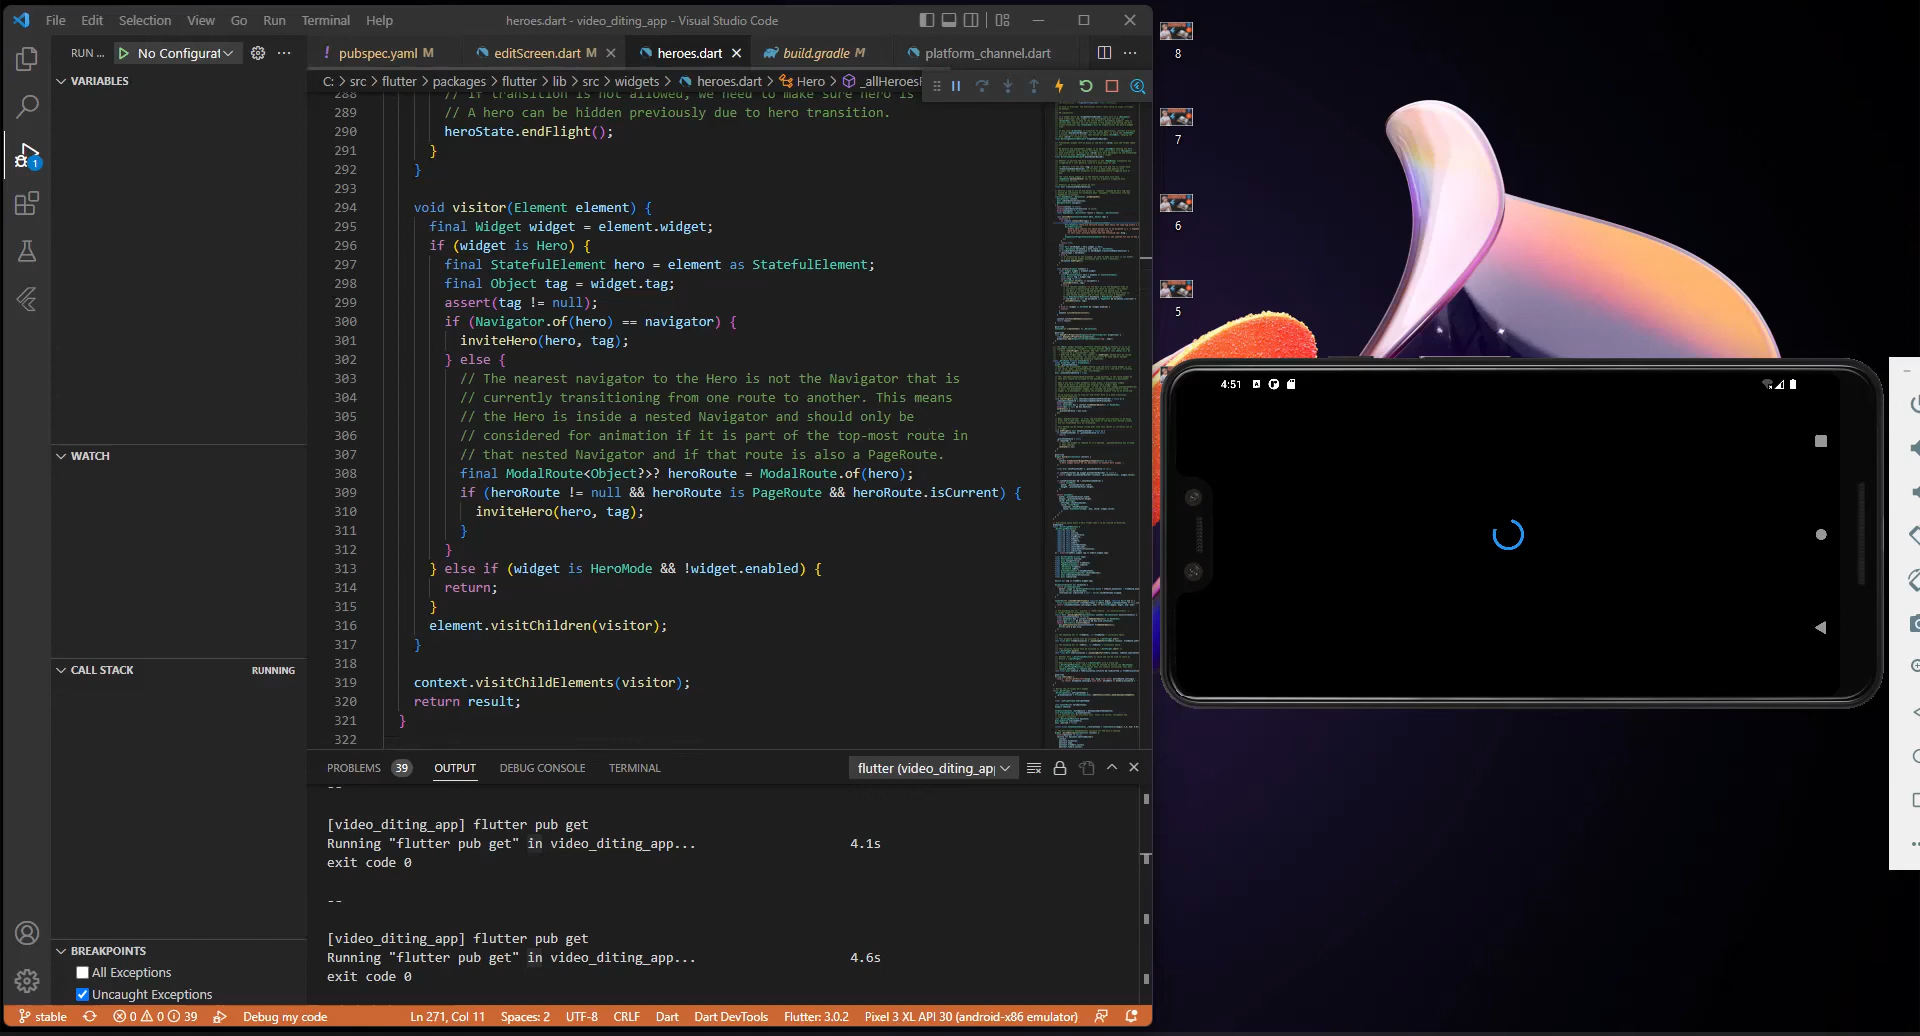 File Edit Selection View Go Run Terminal Help
heroes.dart - video_diting_app - Visual Studio Code
RUN ... No Configurat
! pubspec.yaml M
editScreen.dart M
heroes.dart
build.gradle M
platform_channel.dart
VARIABLES
WATCH
CALL STACK
RUNNING
BREAKPOINTS
All Exceptions
Uncaught Exceptions
1
C: > src > flutter > packages > flutter > lib > src > widgets > heroes.dart > Hero > _allHeroes
288 // If transition is not allowed, we need to make sure hero is
289 // A hero can be hidden previously due to hero transition.
290 heroState.endFlight();
291 }
292 }
293
294 void visitor(Element element) {
295 final Widget widget = element.widget;
296 if (widget is Hero) {
297 final StatefulElement hero = element as StatefulElement;
298 final Object tag = widget.tag;
299 assert(tag != null);
300 if (Navigator.of(hero) == navigator) {
301 inviteHero(hero, tag);
302 } else {
303 // The nearest navigator to the Hero is not the Navigator that is
304 // currently transitioning from one route to another. This means
305 // the Hero is inside a nested Navigator and should only be
306 // considered for animation if it is part of the top-most route in
307 // that nested Navigator and if that route is also a PageRoute.
308 final ModalRoute<Object?>? heroRoute = ModalRoute.of(hero);
309 if (heroRoute != null && heroRoute is PageRoute && heroRoute.isCurrent) {
310 inviteHero(hero, tag);
311 }
312 }
313 } else if (widget is HeroMode && !widget.enabled) {
314 return;
315 }
316 element.visitChildren(visitor);
317 }
318
319 context.visitChildElements(visitor);
320 return result;
321 }
322
PROBLEMS 39 OUTPUT DEBUG CONSOLE TERMINAL
flutter (video_diting_ap
--
[video_diting_app] flutter pub get
Running "flutter pub get" in video_diting_app... 4.1s
exit code 0
--
[video_diting_app] flutter pub get
Running "flutter pub get" in video_diting_app... 4.6s
exit code 0
stable 0 0 39 Debug my code Ln 271, Col 11 Spaces: 2 UTF-8 CRLF Dart Dart DevTools Flutter: 3.0.2 Pixel 3 XL API 30 (android-x86 emulator)
8
7
6
5
4:51